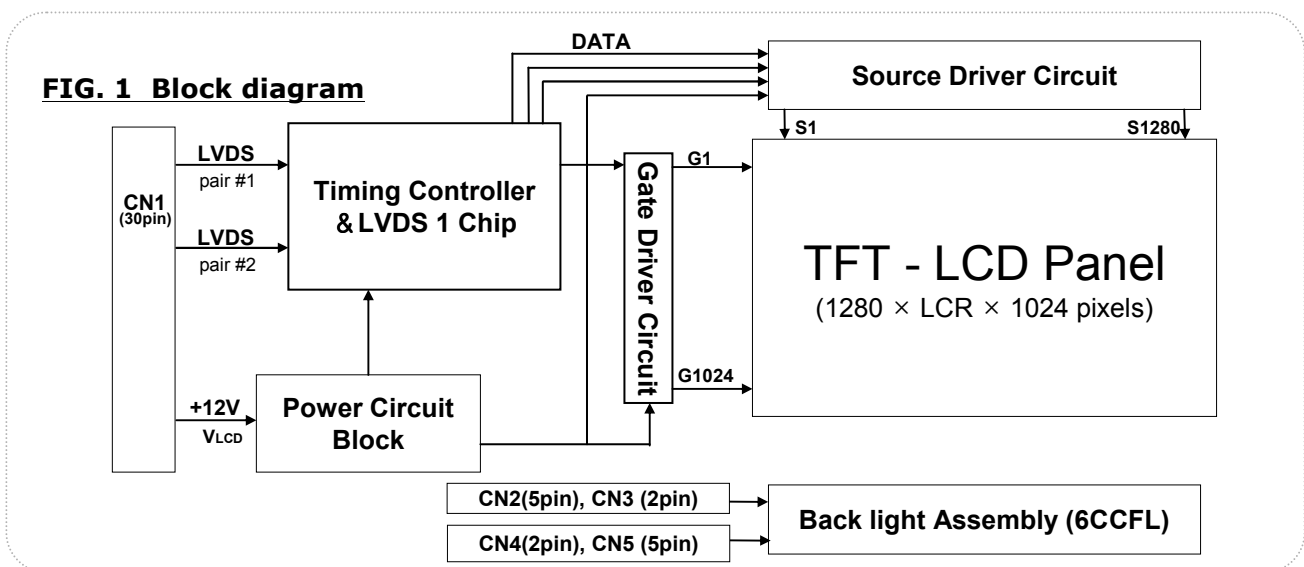 FIG. 1  Block diagram
DATA
Source Driver Circuit
S1
S1280
CN1
(30pin)
LVDS
pair #1
LVDS
pair #2
Timing Controller
&LVDS 1 Chip
Gate Driver Circuit
G1
G1024
TFT - LCD Panel
(1280 × LCR × 1024 pixels)
+12V
VLCD
Power Circuit
Block
CN2(5pin), CN3 (2pin)
CN4(2pin), CN5 (5pin)
Back light Assembly (6CCFL)